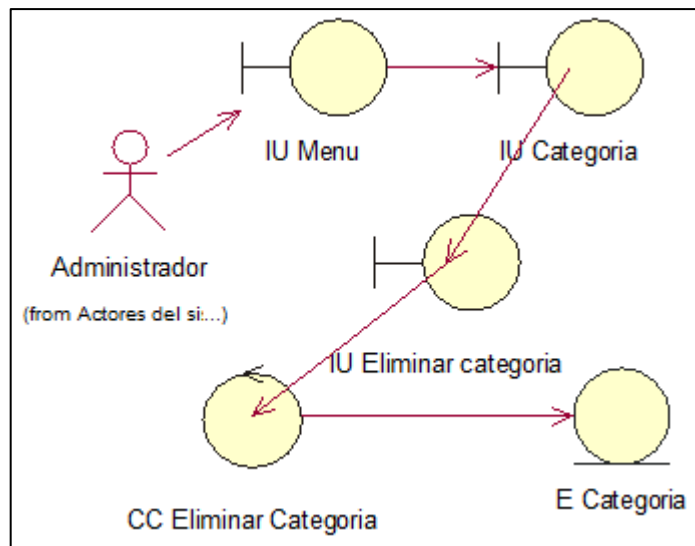 IU Menu
IU Categoria
Administrador
(from Actores del si:...)
IU Eliminar categoria
E Categoria
CC Eliminar Categoria